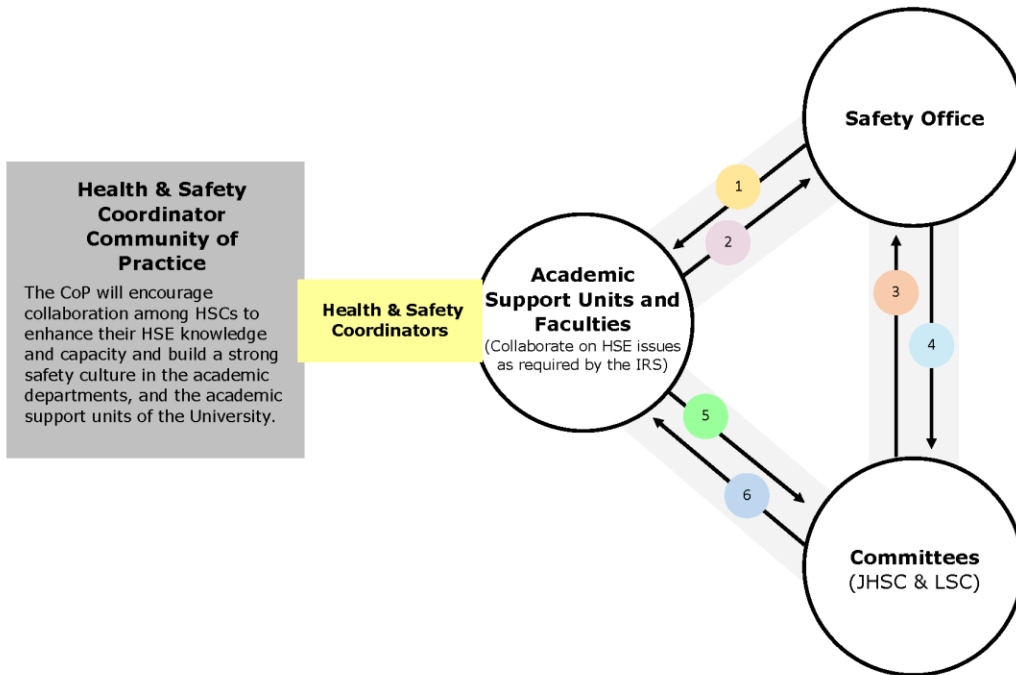 Health & Safety
Coordinator
Community of
Practice
The CoP will encourage
collaboration among HSCs to
enhance their HSE knowledge
and capacity and build a strong
safety culture in the academic
departments, and the academic
support units of the University.
Health & Safety
Coordinators
Academic
Support Units and
Faculties
(Collaborate on HSE issues
as required by the IRS)
Safety Office
1
2
3
4
5
6
Committees
(JHSC & LSC)